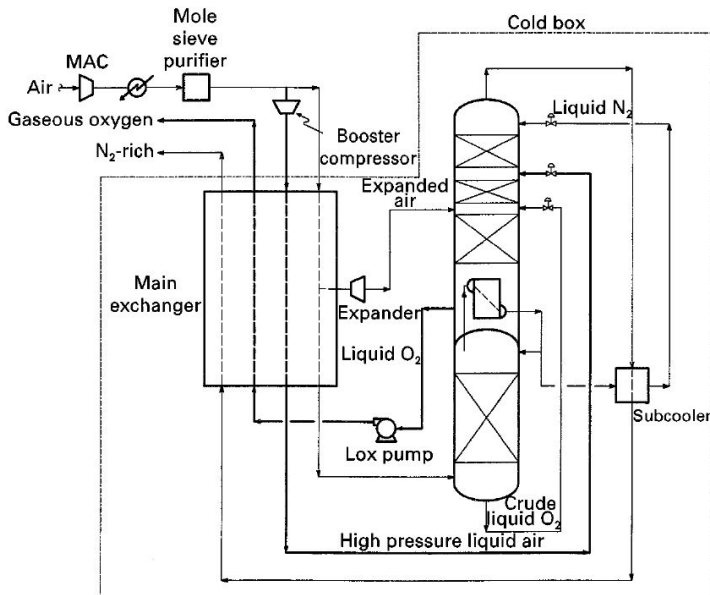 Mole
sieve
purifier
Cold box
MAC
Air
Gaseous oxygen
Liquid N2
Booster
compressor
N2-rich
Expanded
air
Main
exchanger
Expander
Liquid O2
Subcooler
Lox pump
Crude
liquid O2
High pressure liquid air